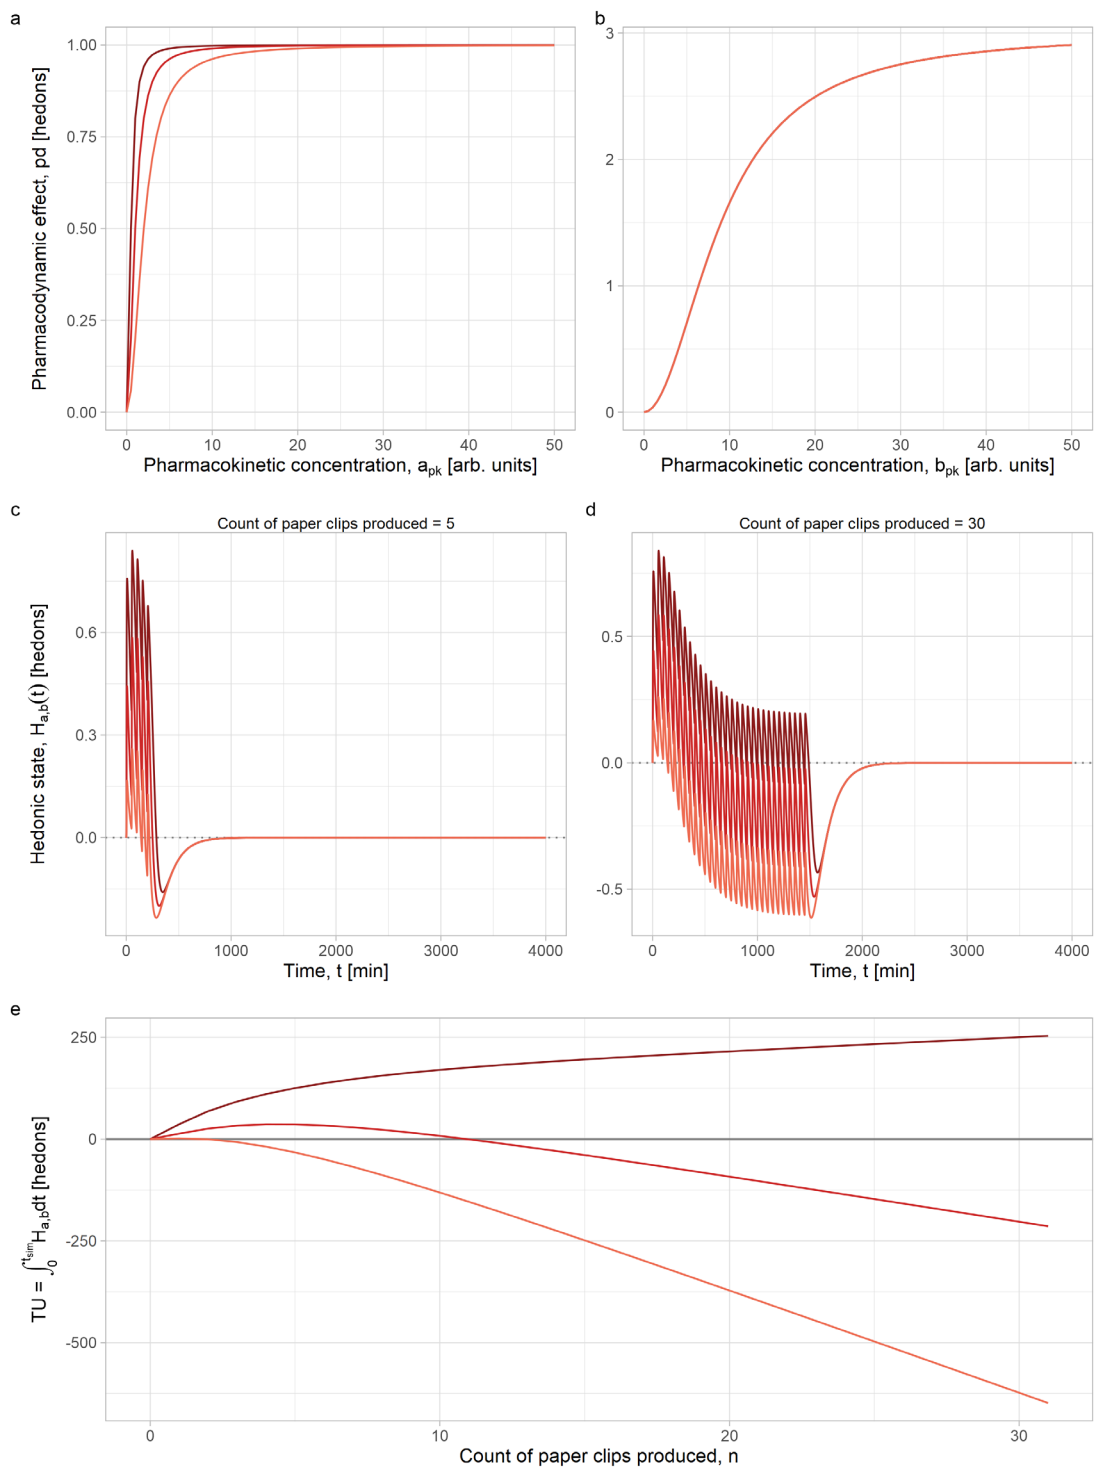 a
b
1.00
0.75
0.50
0.25
0.00
Pharmacodynamic effect, pd [hedons]
0 10 20 30 40 50
Pharmacokinetic concentration, a_pk [arb. units]
3
2
1
0
0 10 20 30 40 50
Pharmacokinetic concentration, b_pk [arb. units]
c
d
Count of paper clips produced = 5
Count of paper clips produced = 30
0.6
0.3
0.0
Hedonic state, H_a,b(t) [hedons]
0 1000 2000 3000 4000
Time, t [min]
0.5
0.0
-0.5
0 1000 2000 3000 4000
Time, t [min]
e
250
0
-250
-500
TU = ∫_0^t_sim H_a,b dt [hedons]
0 10 20 30
Count of paper clips produced, n